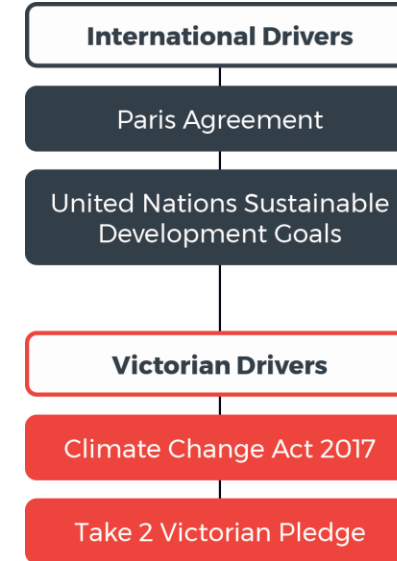 International Drivers
Paris Agreement
United Nations Sustainable
Development Goals
Victorian Drivers
Climate Change Act 2017
Take 2 Victorian Pledge